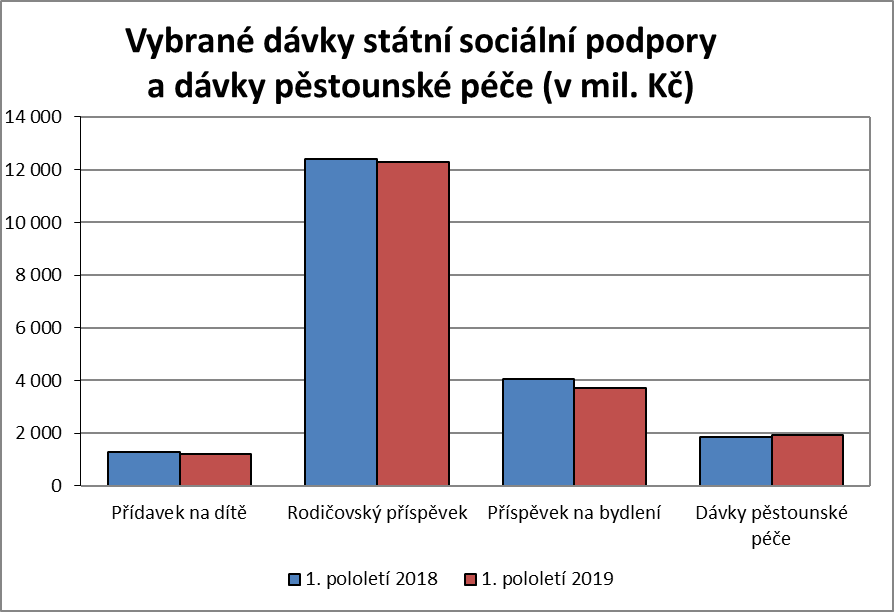 Vybrané dávky státní sociální podpory
a dávky pěstounské péče (v mil. Kč)
14 000
12 000
10 000
8 000
6 000
4 000
2 000
0
Přídavek na dítě
Rodičovský příspěvek
Příspěvek na bydlení
Dávky pěstounské
péče
1. pololetí 2018
1. pololetí 2019